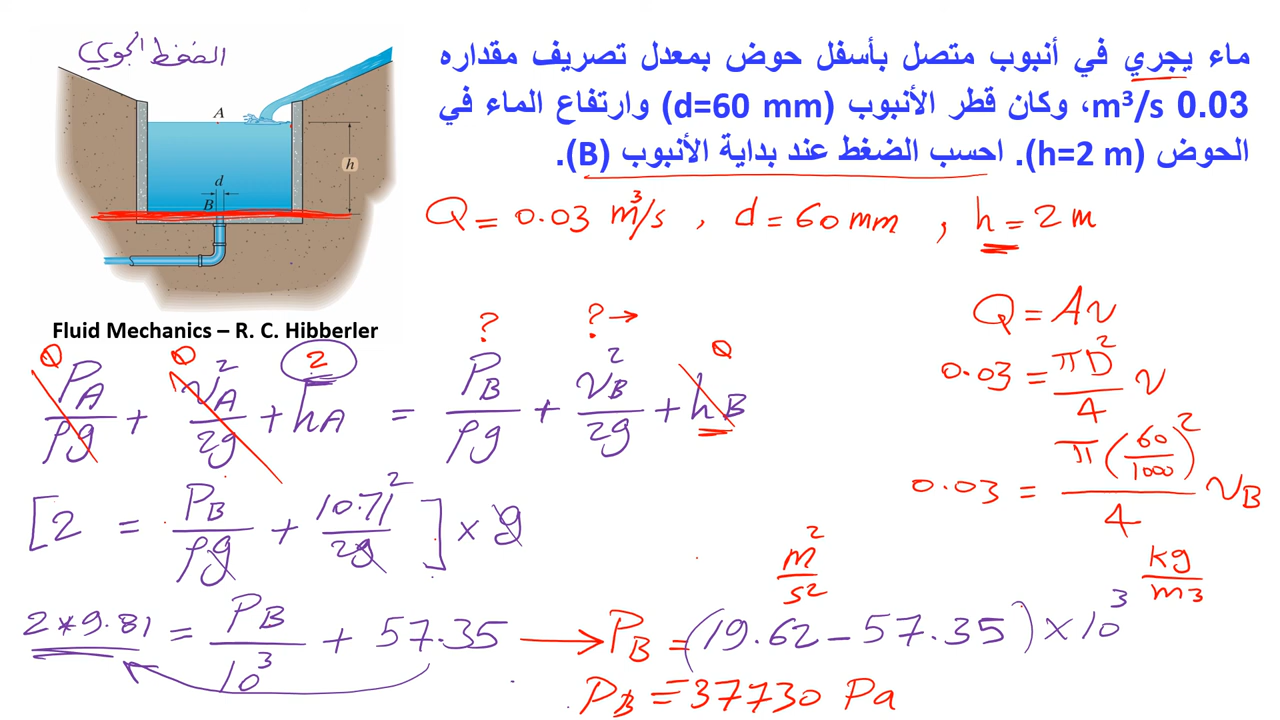 الضغط الجوي
A
h
d
B
Fluid Mechanics – R. C. Hibberler
ماء يجري في أنبوب متصل بأسفل حوض بمعدل تصريف مقداره
0.03 m³/s، وكان قطر الأنبوب (d=60 mm) وارتفاع الماء في
الحوض (h=2 m). احسب الضغط عند بداية الأنبوب (B).
Q = 0.03 m³/s , d = 60 mm , h = 2 m
Q = Av
0.03 = πD²/4 v
0.03 = π(60/1000)²/4 vB
0 0 2 ? ? → 0
PA/ρg + vA²/2g + hA = PB/ρg + vB²/2g + hB
[2 = PB/ρg + 10.71²/2g] × g
m²/s² kg/m3
2*9.81 = PB/10³ + 57.35 → PB = (19.62 – 57.35) × 10³
PB = -37730 Pa